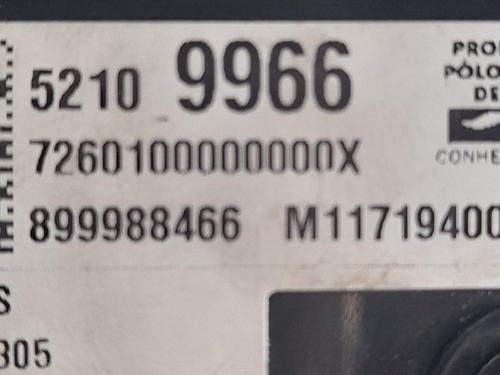 5210 9966
7260100000000X
899988466 M11719400
S
305
PRO
PÓLO
DE
CONHE